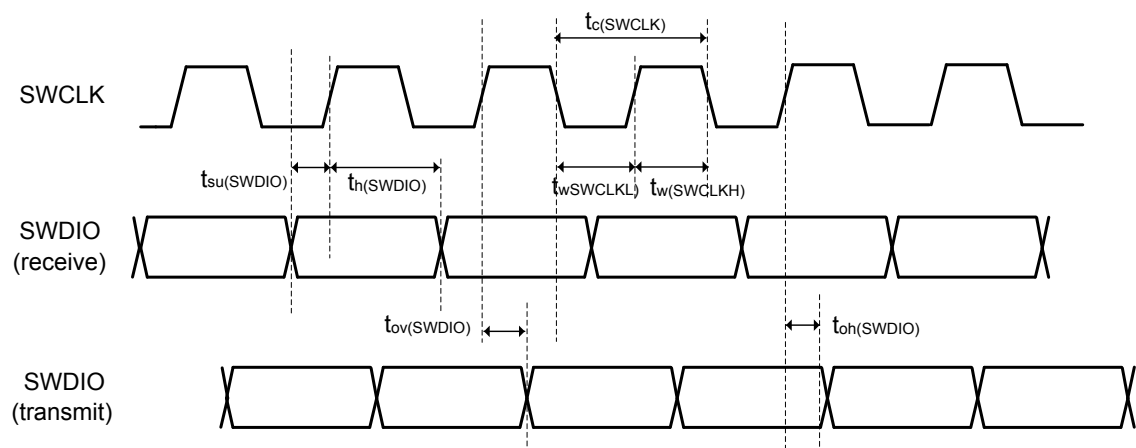 tc(SWCLK)
SWCLK
tsu(SWDIO)
th(SWDIO)
twSWCLKL)
tw(SWCLKH)
SWDIO
(receive)
tov(SWDIO)
toh(SWDIO)
SWDIO
(transmit)